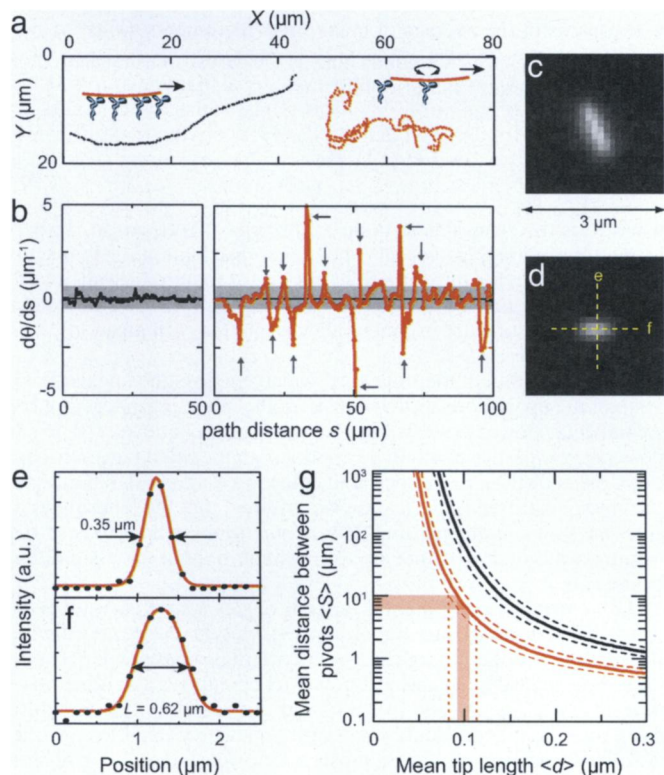 a
X (μm)
0 20 40 60 80
Y (μm)
0
20
c
3 μm
b
dθ/ds (μm⁻¹)
5
0
-5
0 50 0 50 100
path distance s (μm)
d
e
f
e
0.35 μm
Intensity (a.u.)
f
L = 0.62 μm
0 1 2
Position (μm)
g
Mean distance between
pivots <S> (μm)
10³
10²
10¹
1
0.1
0 0.1 0.2 0.3
Mean tip length <d> (μm)